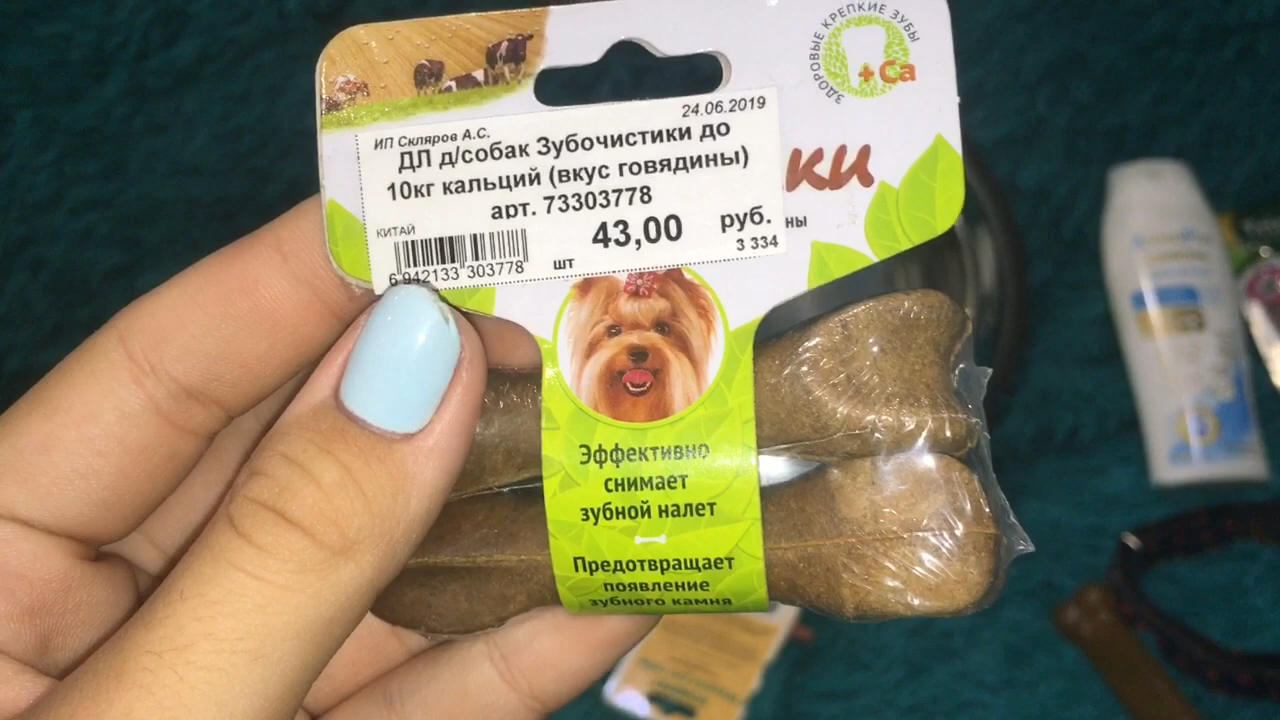 ЗДОРОВЫЕ КРЕПКИЕ ЗУБЫ
+Ca
24.06.2019
ИП Скляров А.С.
ДЛ д/собак Зубочистики до
10кг кальций (вкус говядины)
арт. 73303778
КИТАЙ
43,00 руб.
шт
3 334
6 942133 303778
ки
ны
Эффективно
снимает
зубной налет
Предотвращает
появление
зубного камня